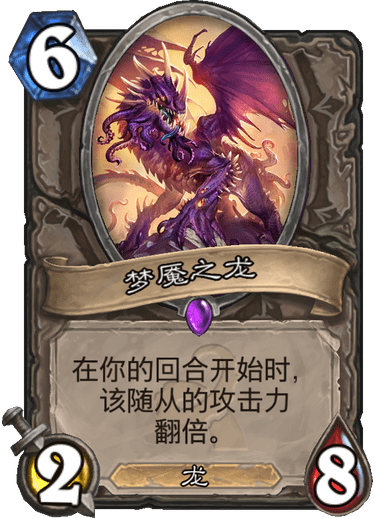 6
梦魇之龙
在你的回合开始时，
该随从的攻击力
翻倍。
2
龙
8